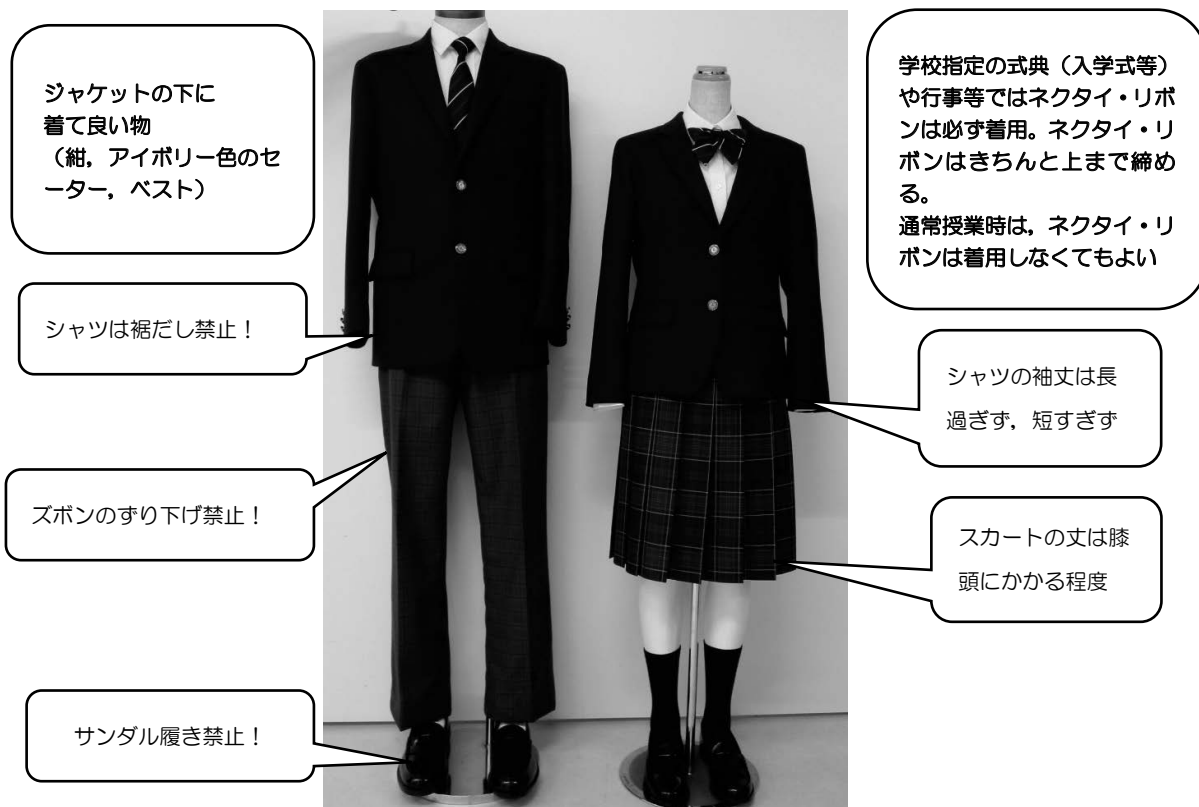 ジャケットの下に
着て良い物
（紺，アイボリー色のセ
ーター，ベスト）
シャツは裾だし禁止！
ズボンのずり下げ禁止！
サンダル履き禁止！
学校指定の式典（入学式等）
や行事等ではネクタイ・リボ
ンは必ず着用。ネクタイ・リ
ボンはきちんと上まで締め
る。
通常授業時は，ネクタイ・リ
ボンは着用しなくてもよい
シャツの袖丈は長
過ぎず，短すぎず
スカートの丈は膝
頭にかかる程度